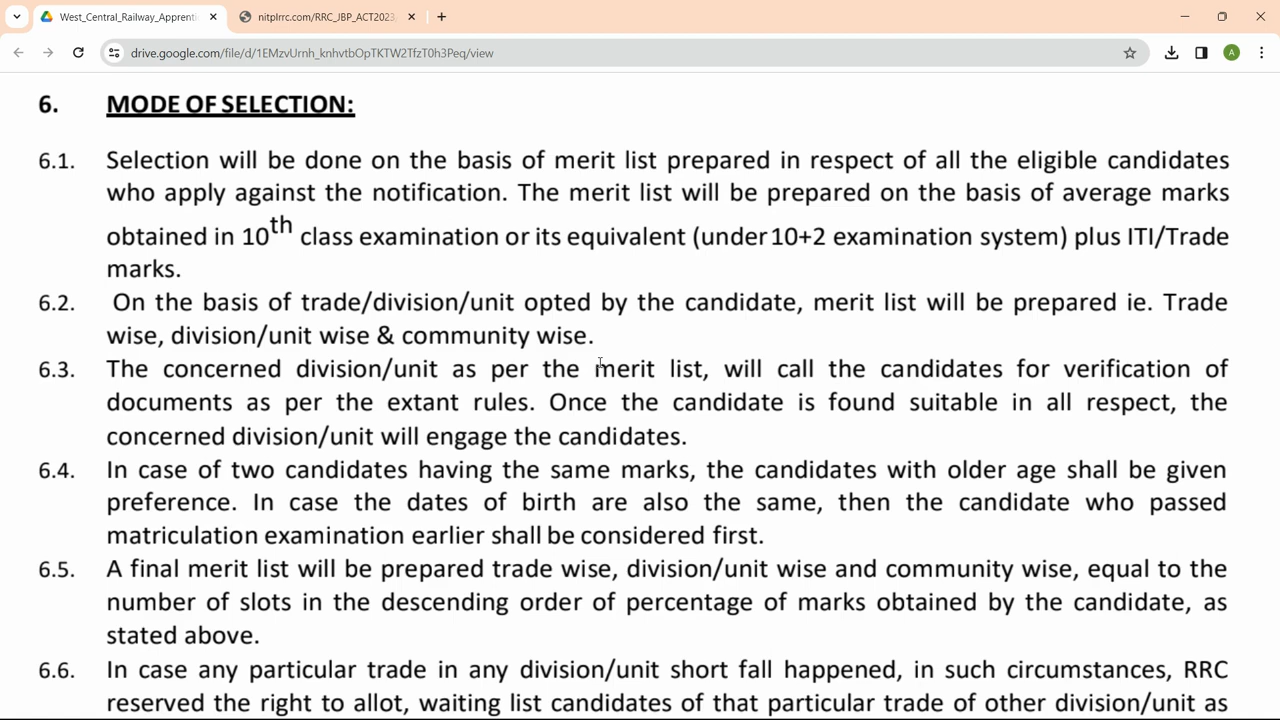 West_Central_Railway_Apprenti
nitplrrc.com/RRC_JBP_ACT2023
drive.google.com/file/d/1EMzvUrnh_knhvtbOpTKTW2TfzT0h3Peq/view
A
6. MODE OF SELECTION:
6.1. Selection will be done on the basis of merit list prepared in respect of all the eligible candidates
who apply against the notification. The merit list will be prepared on the basis of average marks
obtained in 10th class examination or its equivalent (under 10+2 examination system) plus ITI/Trade
marks.
6.2. On the basis of trade/division/unit opted by the candidate, merit list will be prepared ie. Trade
wise, division/unit wise & community wise.
6.3. The concerned division/unit as per the merit list, will call the candidates for verification of
documents as per the extant rules. Once the candidate is found suitable in all respect, the
concerned division/unit will engage the candidates.
6.4. In case of two candidates having the same marks, the candidates with older age shall be given
preference. In case the dates of birth are also the same, then the candidate who passed
matriculation examination earlier shall be considered first.
6.5. A final merit list will be prepared trade wise, division/unit wise and community wise, equal to the
number of slots in the descending order of percentage of marks obtained by the candidate, as
stated above.
6.6. In case any particular trade in any division/unit short fall happened, in such circumstances, RRC
reserved the right to allot, waiting list candidates of that particular trade of other division/unit as